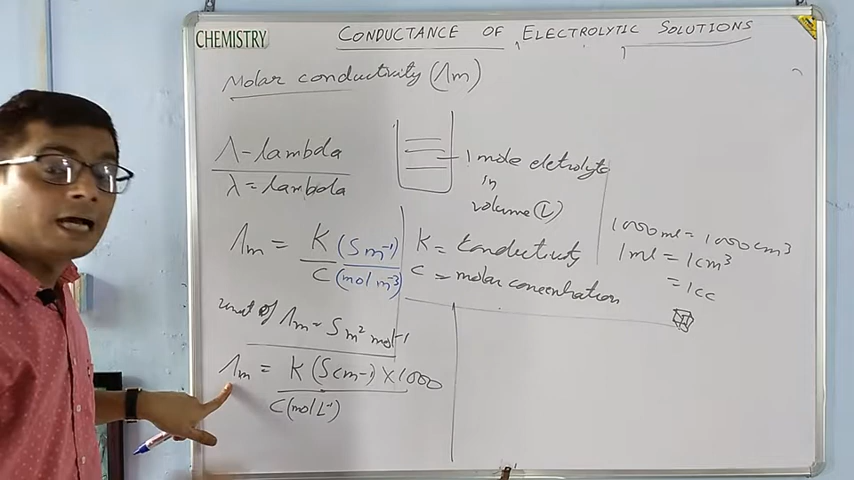 CHEMISTRY
CONDUCTANCE OF ELECTROLYTIC SOLUTIONS
Molar conductivity (Λm)
Λ - lambda
λ = lambda
1 mole eletrolyte
in
volume (L)
1000 ml = 1000 cm³
1 ml = 1 cm³
= 1 cc
Λm = K (S m⁻¹)
C (mol m⁻³)
K = conductivity
C = molar concentration
unit of Λm = S m² mol⁻¹
Λm = K (S cm⁻¹) × 1000
C (mol L⁻¹)